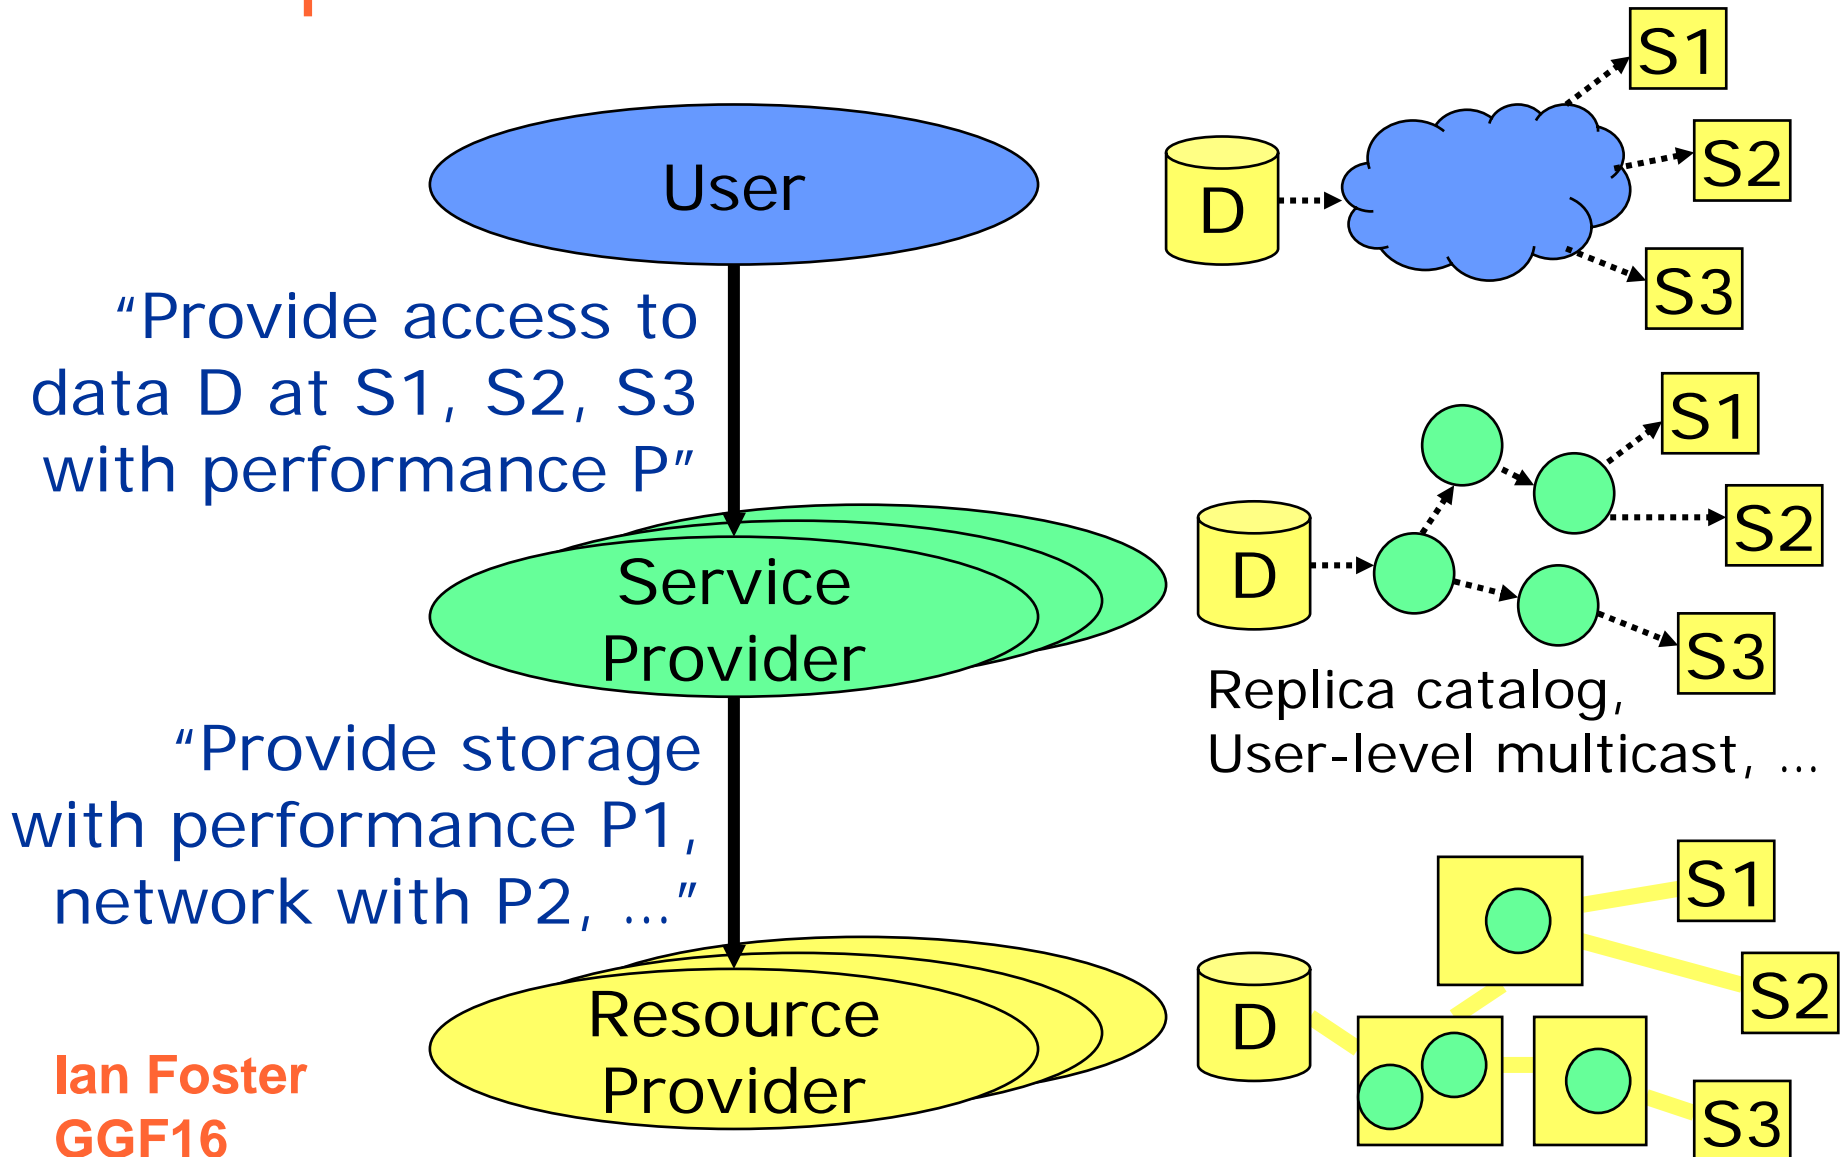 User
“Provide access to
data D at S1, S2, S3
with performance P”
Service
Provider
“Provide storage
with performance P1,
network with P2, …”
Resource
Provider
Ian Foster
GGF16
D
S1
S2
S3
D
S1
S2
S3
Replica catalog,
User-level multicast, …
D
S1
S2
S3